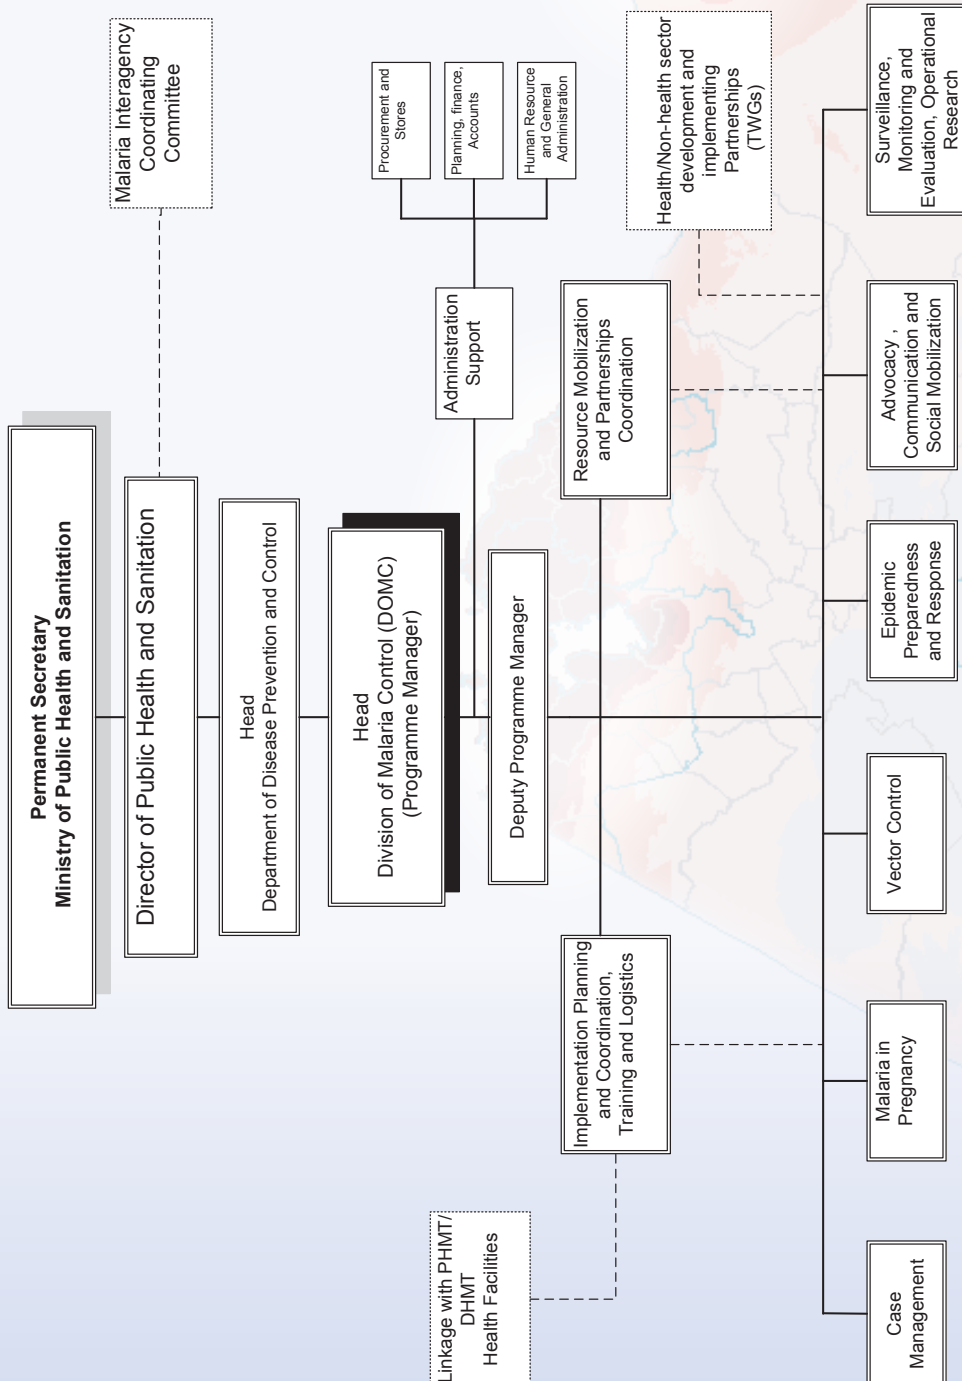 Permanent Secretary
Ministry of Public Health and Sanitation
Director of Public Health and Sanitation
Malaria Interagency
Coordinating
Committee
Head
Department of Disease Prevention and Control
Head
Division of Malaria Control (DOMC)
(Programme Manager)
Administration
Support
Procurement and
Stores
Planning, finance,
Accounts
Human Resource
and General
Administration
Deputy Programme Manager
Linkage with PHMT/
DHMT
Health Facilities
Implementation Planning
and Coordination,
Training and Logistics
Resource Mobilization
and Partnerships
Coordination
Health/Non-health sector
development and
implementing
Partnerships
(TWGs)
Case
Management
Malaria in
Pregnancy
Vector Control
Epidemic
Preparedness
and Response
Advocacy ,
Communication and
Social Mobilization
Surveillance,
Monitoring and
Evaluation, Operational
Research